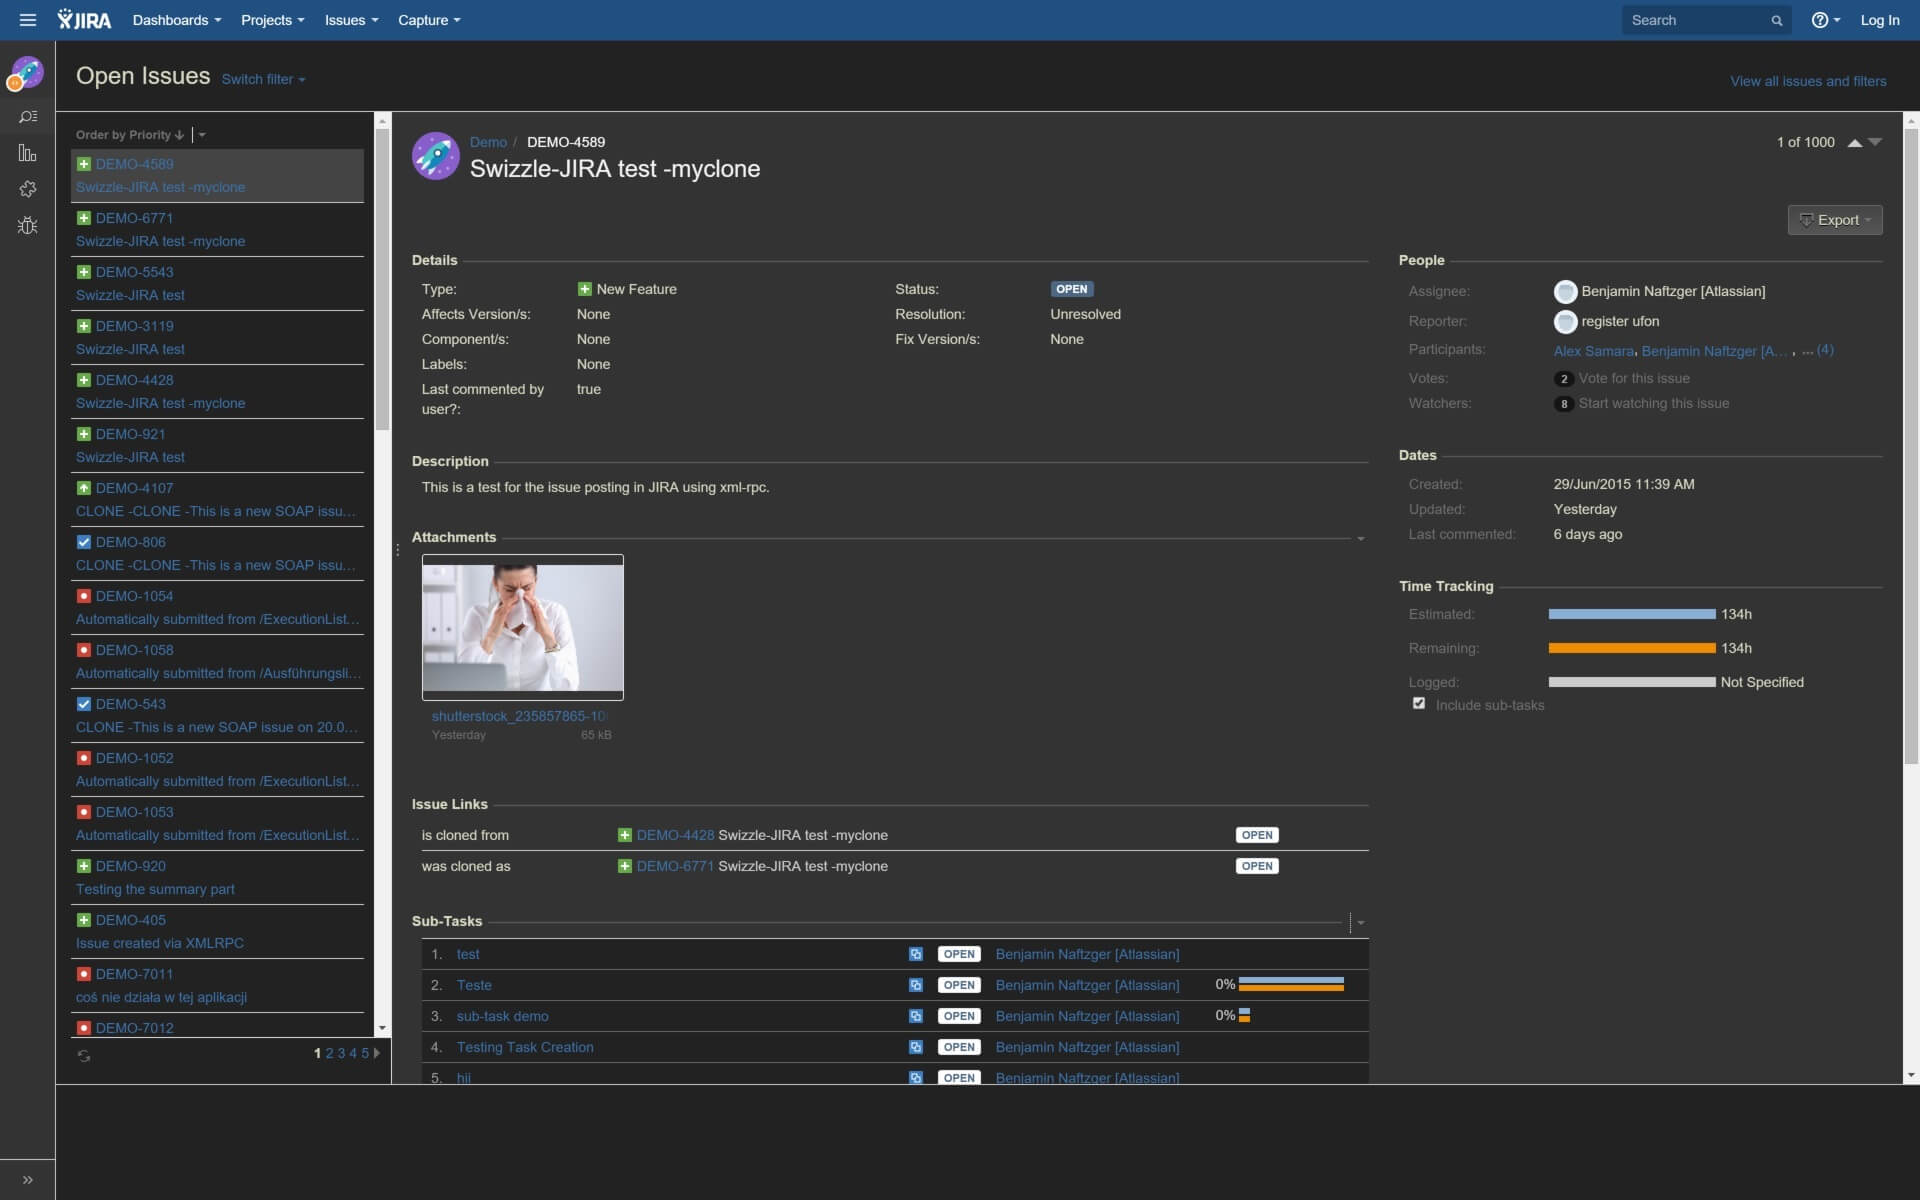 JIRA Dashboards Projects Issues Capture Search Log In
Open Issues Switch filter View all issues and filters
Order by Priority
DEMO-4589
Swizzle-JIRA test -myclone
DEMO-6771
Swizzle-JIRA test -myclone
DEMO-5543
Swizzle-JIRA test
DEMO-3119
Swizzle-JIRA test
DEMO-4428
Swizzle-JIRA test -myclone
DEMO-921
Swizzle-JIRA test
DEMO-4107
CLONE -CLONE -This is a new SOAP issu...
DEMO-806
CLONE -CLONE -This is a new SOAP issu...
DEMO-1054
Automatically submitted from /ExecutionList...
DEMO-1058
Automatically submitted from /Ausführungsli...
DEMO-543
CLONE -This is a new SOAP issue on 20.0...
DEMO-1052
Automatically submitted from /ExecutionList...
DEMO-1053
Automatically submitted from /ExecutionList...
DEMO-920
Testing the summary part
DEMO-405
Issue created via XMLRPC
DEMO-7011
coś nie działa w tej aplikacji
DEMO-7012
1 2 3 4 5
Demo / DEMO-4589
Swizzle-JIRA test -myclone
1 of 1000
Export
Details
Type: New Feature
Status: OPEN
Affects Version/s: None
Resolution: Unresolved
Component/s: None
Fix Version/s: None
Labels: None
Last commented by user?: true
Description
This is a test for the issue posting in JIRA using xml-rpc.
Attachments
shutterstock_235857865-10
Yesterday 65 kB
Issue Links
is cloned from DEMO-4428 Swizzle-JIRA test -myclone OPEN
was cloned as DEMO-6771 Swizzle-JIRA test -myclone OPEN
Sub-Tasks
1. test OPEN Benjamin Naftzger [Atlassian]
2. Teste OPEN Benjamin Naftzger [Atlassian] 0%
3. sub-task demo OPEN Benjamin Naftzger [Atlassian] 0%
4. Testing Task Creation OPEN Benjamin Naftzger [Atlassian]
5. hii OPEN Benjamin Naftzger [Atlassian]
People
Assignee: Benjamin Naftzger [Atlassian]
Reporter: register ufon
Participants: Alex Samara, Benjamin Naftzger [A... , ... (4)
Votes: 2 Vote for this issue
Watchers: 8 Start watching this issue
Dates
Created: 29/Jun/2015 11:39 AM
Updated: Yesterday
Last commented: 6 days ago
Time Tracking
Estimated: 134h
Remaining: 134h
Logged: Not Specified
Include sub-tasks